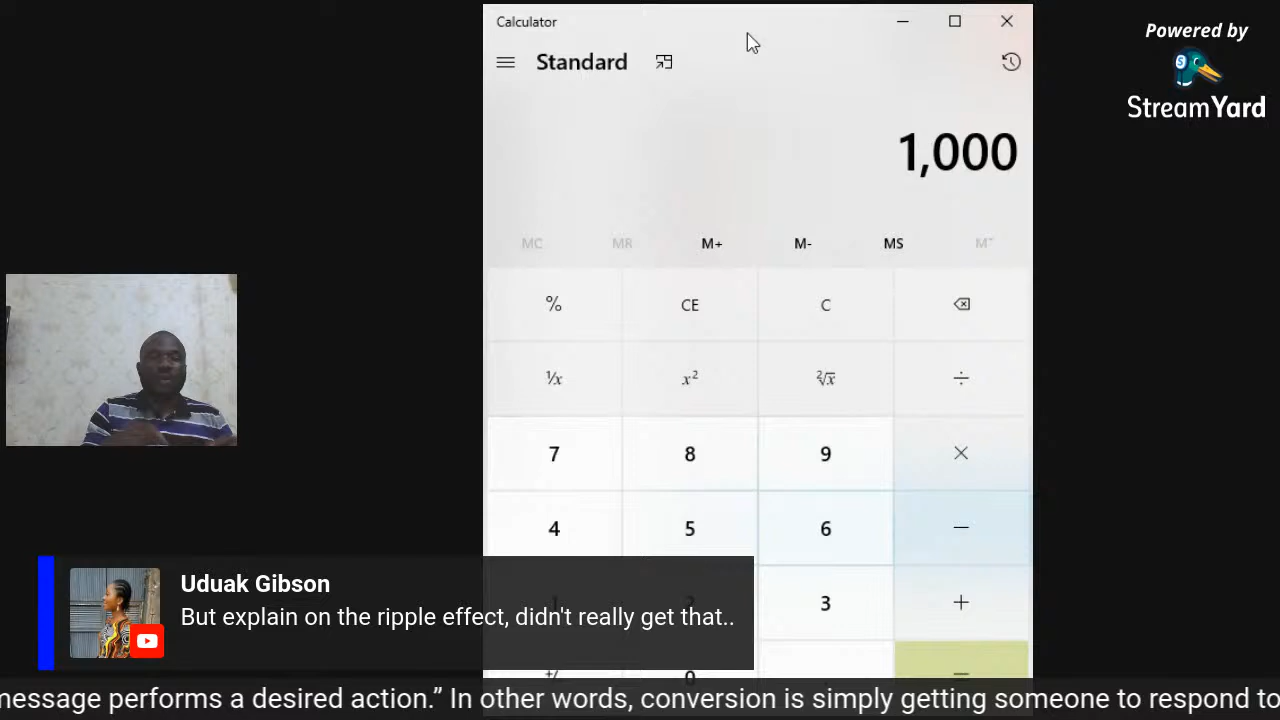 Calculator
Powered by
Standard
StreamYard
1,000
MC MR M+ M- MS M˅
% CE C
⅟x x² ²√x ÷
7 8 9 ×
4 5 6 −
Uduak Gibson
But explain on the ripple effect, didn't really get that..
3 +
message performs a desired action.” In other words, conversion is simply getting someone to respond to